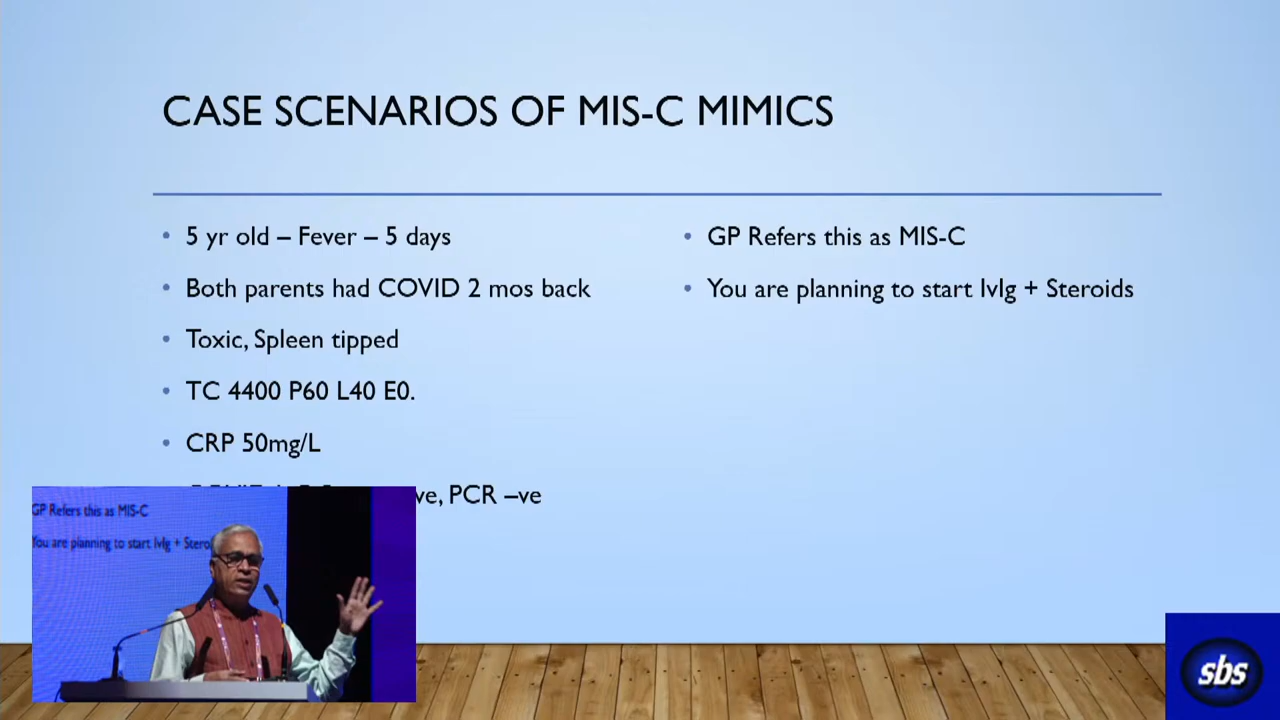 CASE SCENARIOS OF MIS-C MIMICS
• 5 yr old – Fever – 5 days
• Both parents had COVID 2 mos back
• Toxic, Spleen tipped
• TC 4400 P60 L40 E0.
• CRP 50mg/L
PCR –ve
• GP Refers this as MIS-C
• You are planning to start IvIg + Steroids
GP Refers this as MIS-C
You are planning to start IvIg +
sbs